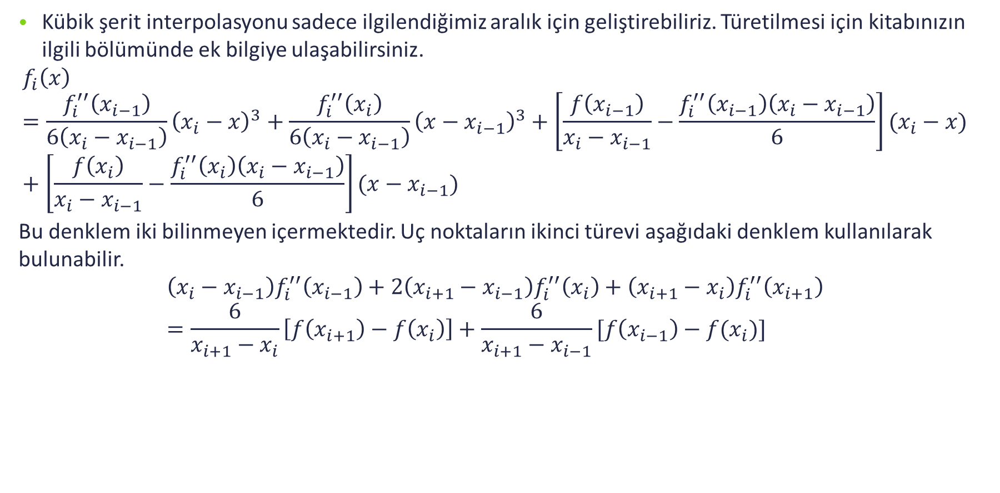 • Kübik şerit interpolasyonu sadece ilgilendiğimiz aralık için geliştirebiliriz. Türetilmesi için kitabınızın
ilgili bölümünde ek bilgiye ulaşabilirsiniz.
$f_i(x)$
$= \frac{f_i''(x_{i-1})}{6(x_i - x_{i-1})}(x_i - x)^3 + \frac{f_i''(x_i)}{6(x_i - x_{i-1})}(x - x_{i-1})^3 + \left[\frac{f(x_{i-1})}{x_i - x_{i-1}} - \frac{f_i''(x_{i-1})(x_i - x_{i-1})}{6}\right](x_i - x)$
$+ \left[\frac{f(x_i)}{x_i - x_{i-1}} - \frac{f_i''(x_i)(x_i - x_{i-1})}{6}\right](x - x_{i-1})$
Bu denklem iki bilinmeyen içermektedir. Uç noktaların ikinci türevi aşağıdaki denklem kullanılarak
bulunabilir.
$(x_i - x_{i-1})f_i''(x_{i-1}) + 2(x_{i+1} - x_{i-1})f_i''(x_i) + (x_{i+1} - x_i)f_i''(x_{i+1})$
$= \frac{6}{x_{i+1} - x_i}[f(x_{i+1}) - f(x_i)] + \frac{6}{x_{i+1} - x_{i-1}}[f(x_{i-1}) - f(x_i)]$